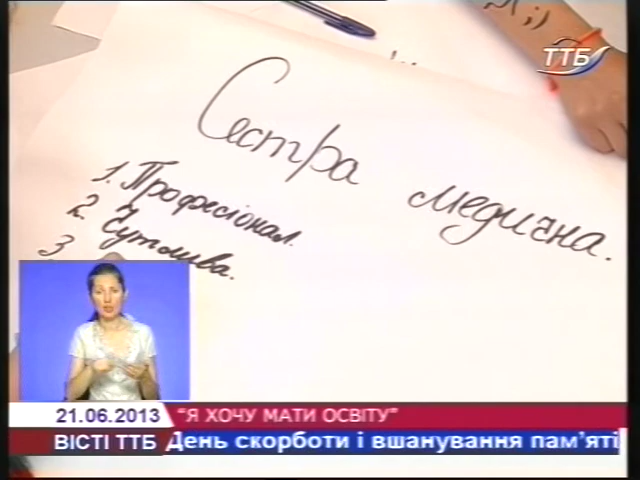 ТТБ
Сестра медична.
1. Професіонал.
2. Чутлива.
3
21.06.2013 "Я ХОЧУ МАТИ ОСВІТУ"
ВІСТІ ТТБ День скорботи і вшанування пам'яті